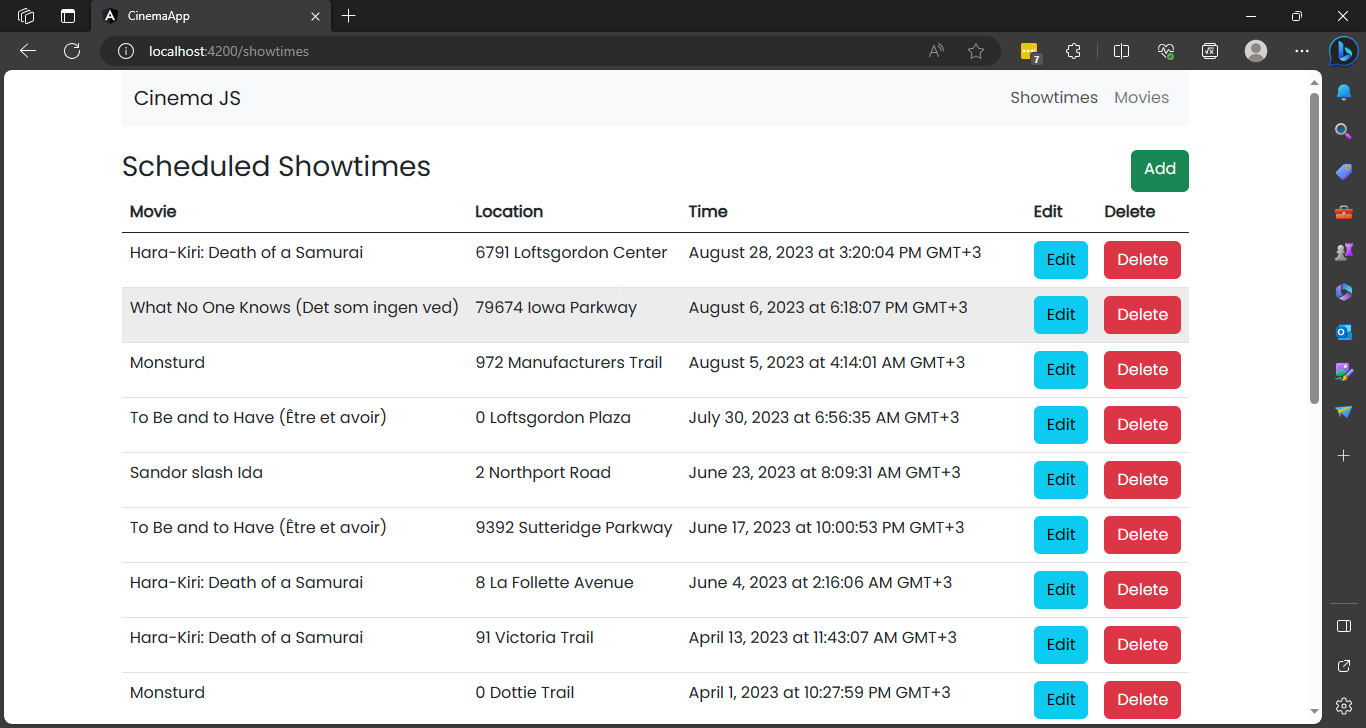 CinemaApp
localhost:4200/showtimes
7
Cinema JS Showtimes Movies
Scheduled Showtimes Add
Movie Location Time Edit Delete
Hara-Kiri: Death of a Samurai 6791 Loftsgordon Center August 28, 2023 at 3:20:04 PM GMT+3 Edit Delete
What No One Knows (Det som ingen ved) 79674 Iowa Parkway August 6, 2023 at 6:18:07 PM GMT+3 Edit Delete
Monsturd 972 Manufacturers Trail August 5, 2023 at 4:14:01 AM GMT+3 Edit Delete
To Be and to Have (Être et avoir) 0 Loftsgordon Plaza July 30, 2023 at 6:56:35 AM GMT+3 Edit Delete
Sandor slash Ida 2 Northport Road June 23, 2023 at 8:09:31 AM GMT+3 Edit Delete
To Be and to Have (Être et avoir) 9392 Sutteridge Parkway June 17, 2023 at 10:00:53 PM GMT+3 Edit Delete
Hara-Kiri: Death of a Samurai 8 La Follette Avenue June 4, 2023 at 2:16:06 AM GMT+3 Edit Delete
Hara-Kiri: Death of a Samurai 91 Victoria Trail April 13, 2023 at 11:43:07 AM GMT+3 Edit Delete
Monsturd 0 Dottie Trail April 1, 2023 at 10:27:59 PM GMT+3 Edit Delete